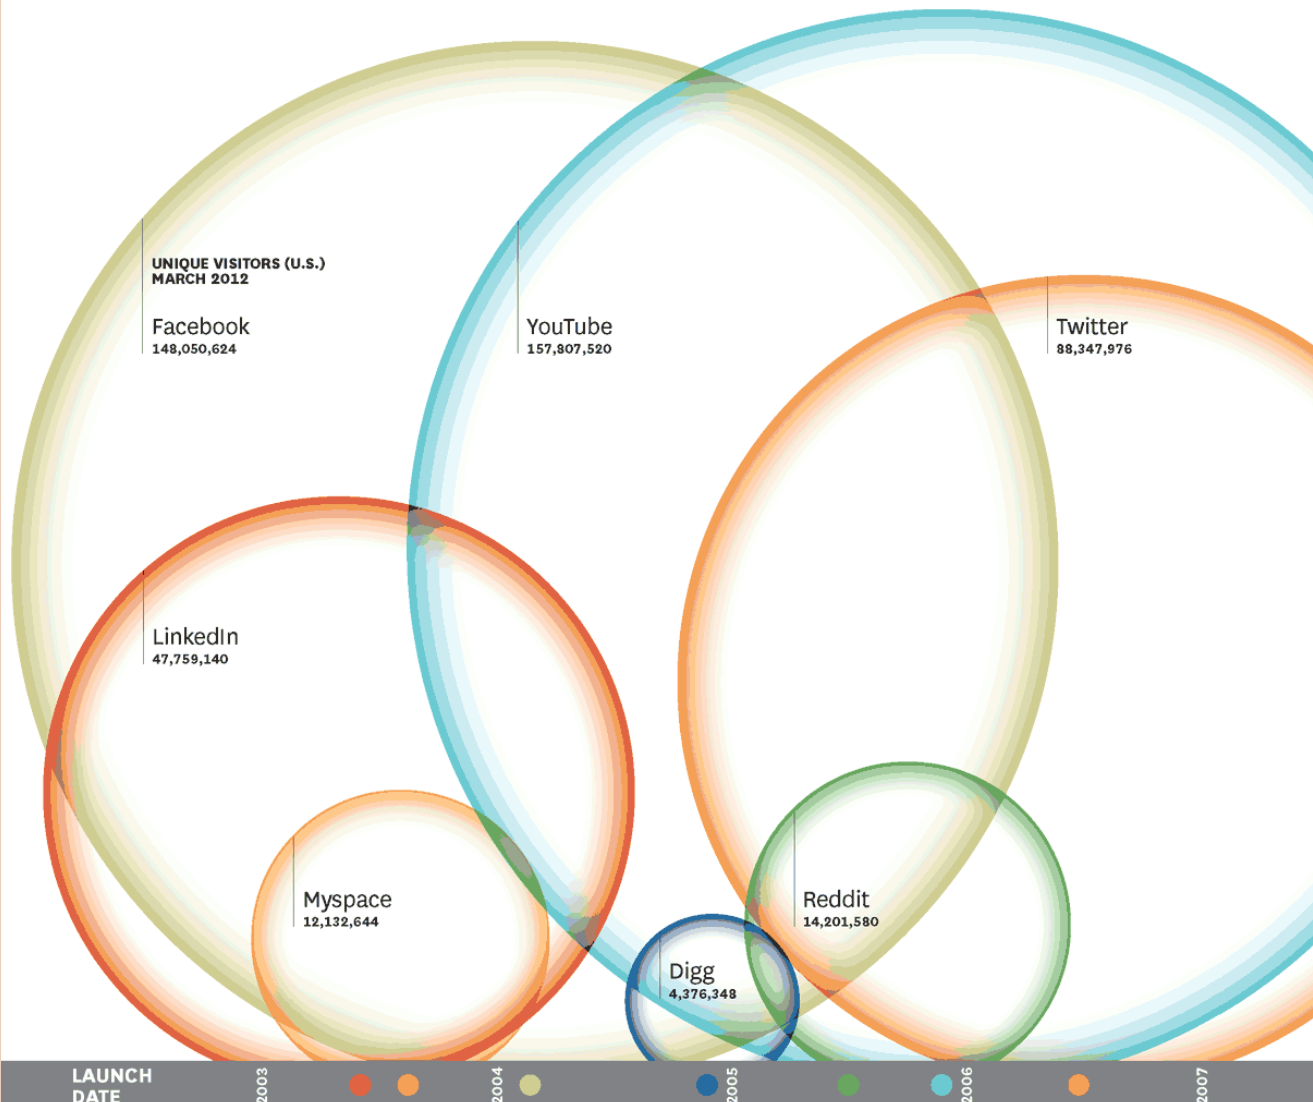 UNIQUE VISITORS (U.S.)
MARCH 2012
Facebook
148,050,624
YouTube
157,807,520
Twitter
88,347,976
LinkedIn
47,759,140
Myspace
12,132,644
Reddit
14,201,580
Digg
4,376,348
LAUNCH
DATE
2003
2004
2005
2006
2007